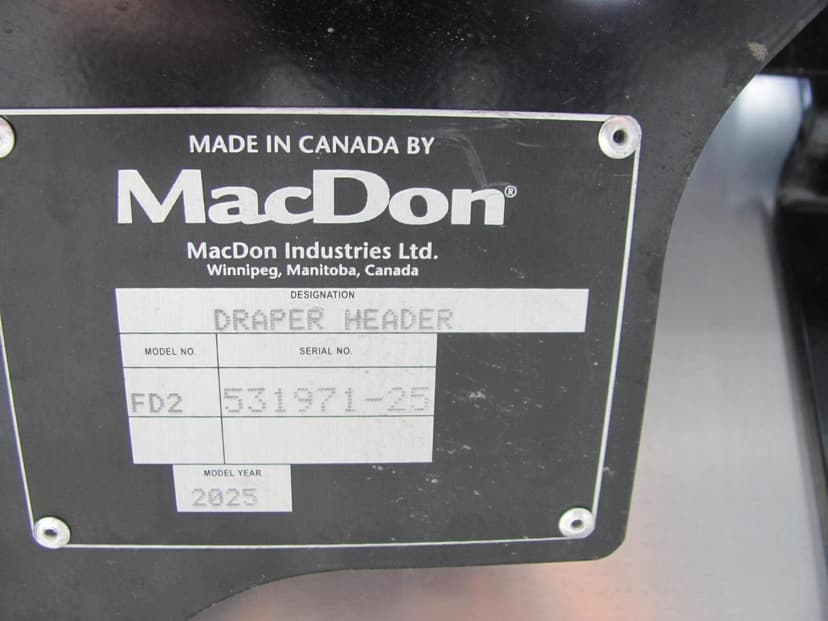 MADE IN CANADA BY
MacDon®
MacDon Industries Ltd.
Winnipeg, Manitoba, Canada
DESIGNATION
DRAPER HEADER
MODEL NO. SERIAL NO.
FD2 531971-25
MODEL YEAR
2025